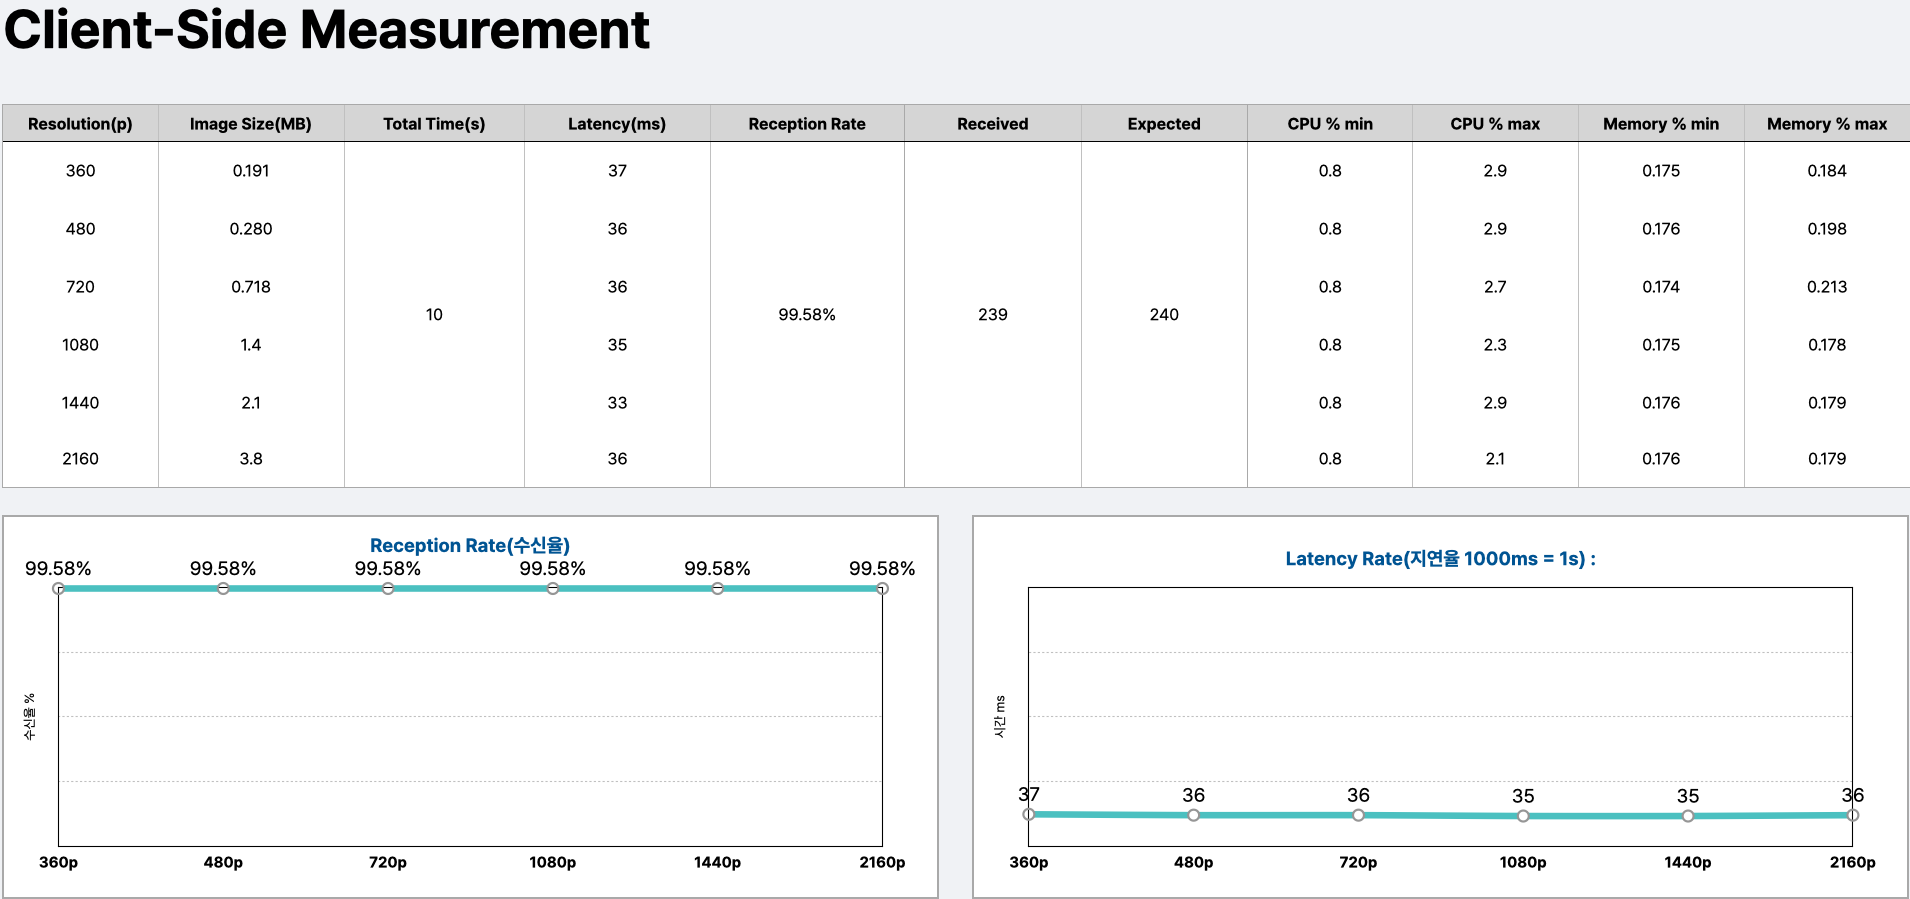 Client-Side Measurement
Resolution(p) Image Size(MB) Total Time(s) Latency(ms) Reception Rate Received Expected CPU % min CPU % max Memory % min Memory % max
360 0.191 37 0.8 2.9 0.175 0.184
480 0.280 36 0.8 2.9 0.176 0.198
720 0.718 36 0.8 2.7 0.174 0.213
10 99.58% 239 240
1080 1.4 35 0.8 2.3 0.175 0.178
1440 2.1 33 0.8 2.9 0.176 0.179
2160 3.8 36 0.8 2.1 0.176 0.179
Reception Rate(수신율)
99.58% 99.58% 99.58% 99.58% 99.58% 99.58%
수신율 %
360p 480p 720p 1080p 1440p 2160p
Latency Rate(지연율 1000ms = 1s) :
시간 ms
37 36 36 35 35 36
360p 480p 720p 1080p 1440p 2160p